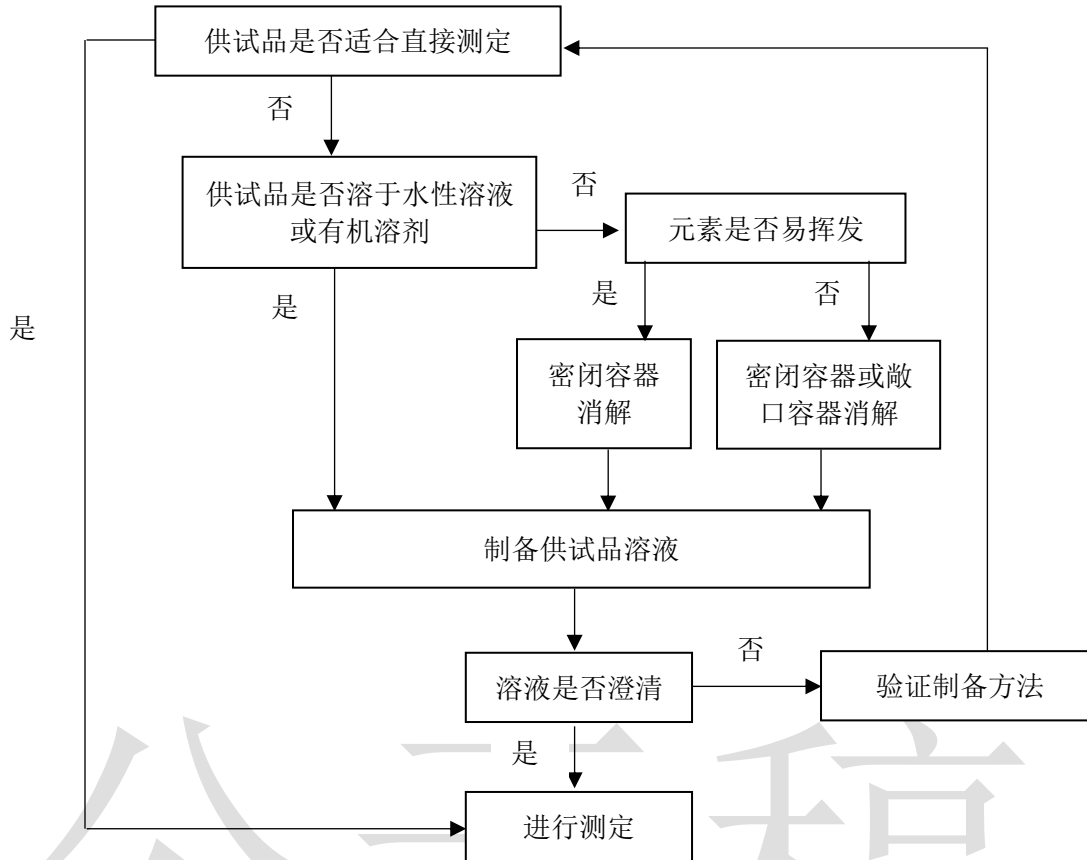 供试品是否适合直接测定
否
供试品是否溶于水性溶液
或有机溶剂
否
元素是否易挥发
是
是
是
否
密闭容器
消解
密闭容器或敞
口容器消解
制备供试品溶液
溶液是否澄清
否
验证制备方法
是
进行测定
公示稿